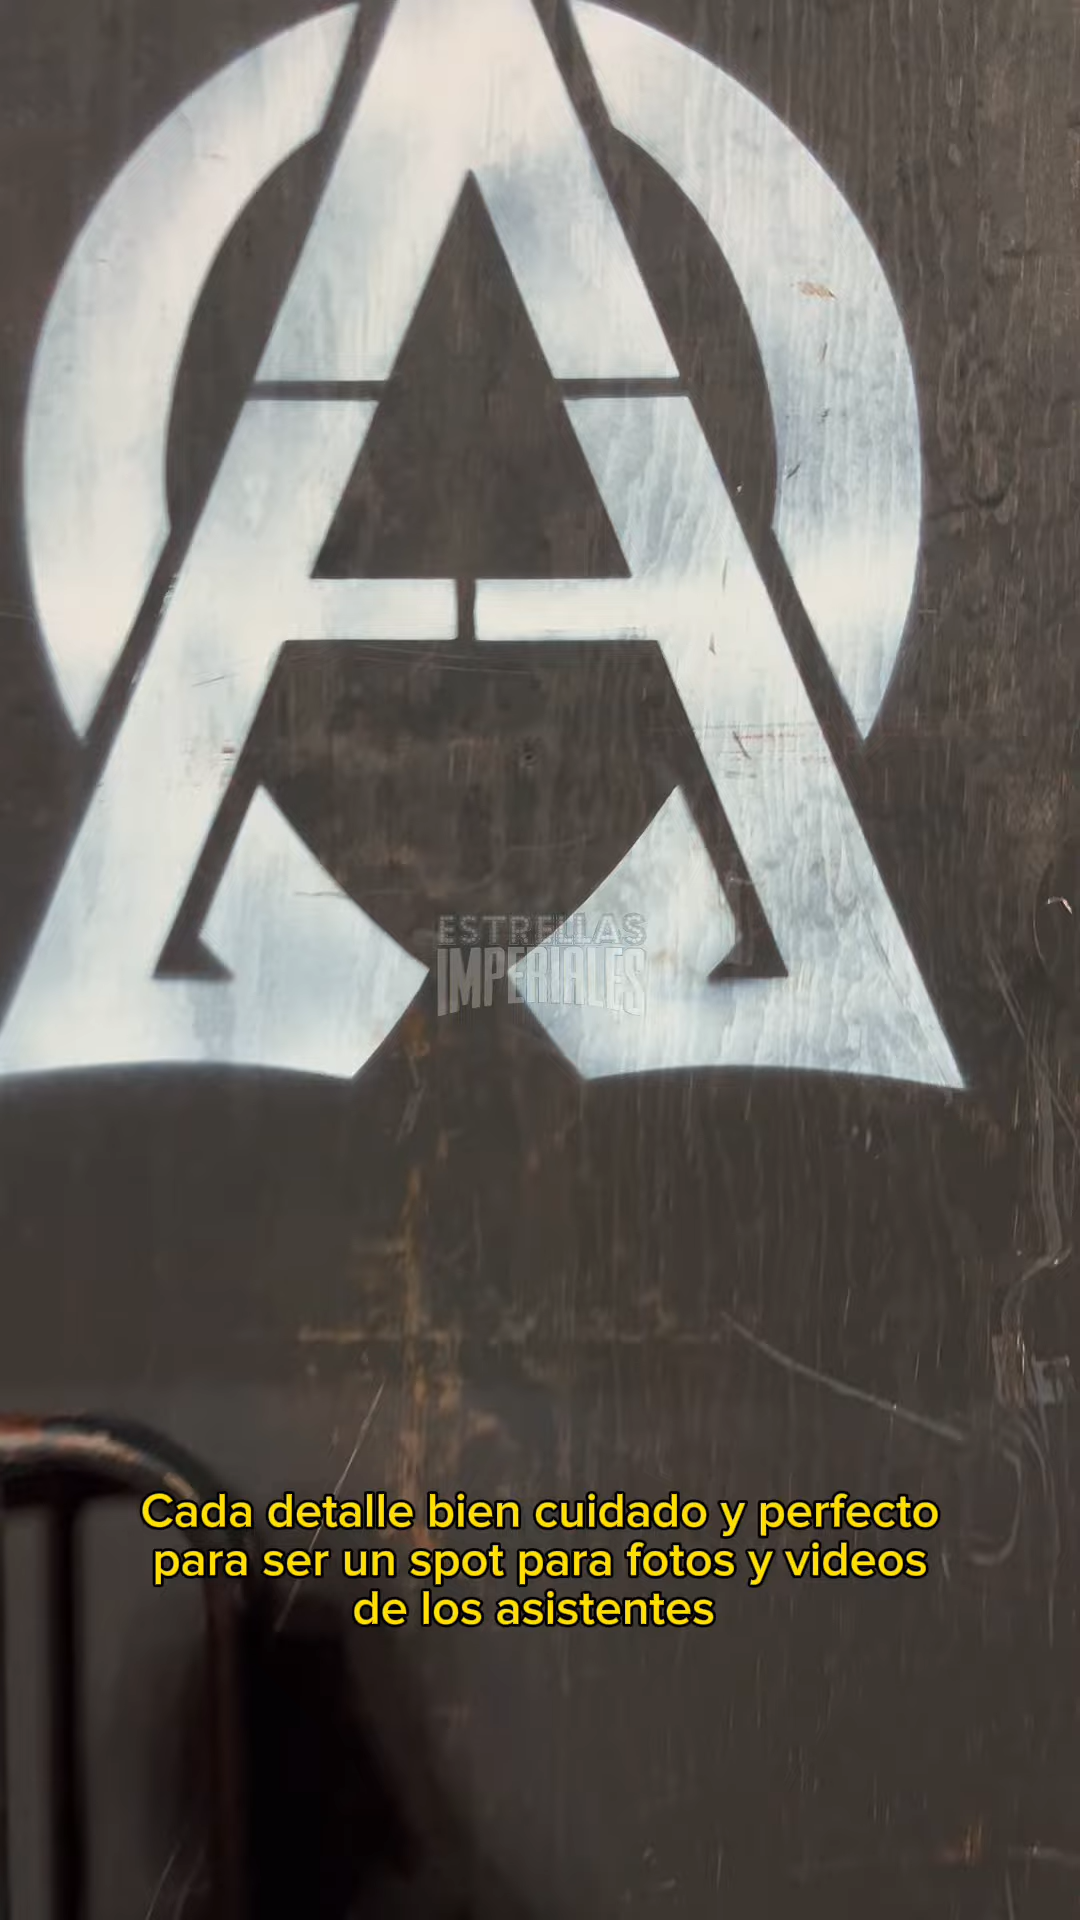 ESTRELLAS
IMPERIALES
Cada detalle bien cuidado y perfecto
para ser un spot para fotos y videos
de los asistentes